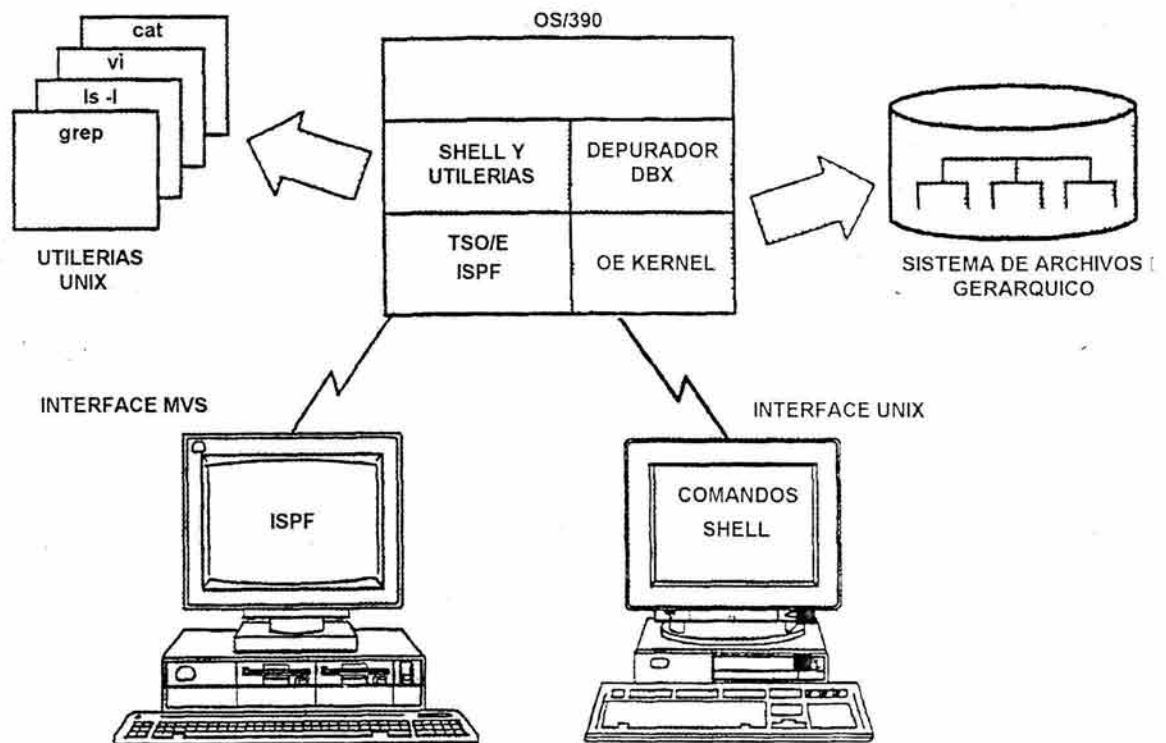 OS/390
cat
vi
ls -l
grep
UTILERIAS
UNIX
SHELL Y
UTILERIAS
DEPURADOR
DBX
TSO/E
ISPF
OE KERNEL
SISTEMA DE ARCHIVOS
GERARQUICO
INTERFACE MVS
INTERFACE UNIX
ISPF
COMANDOS
SHELL